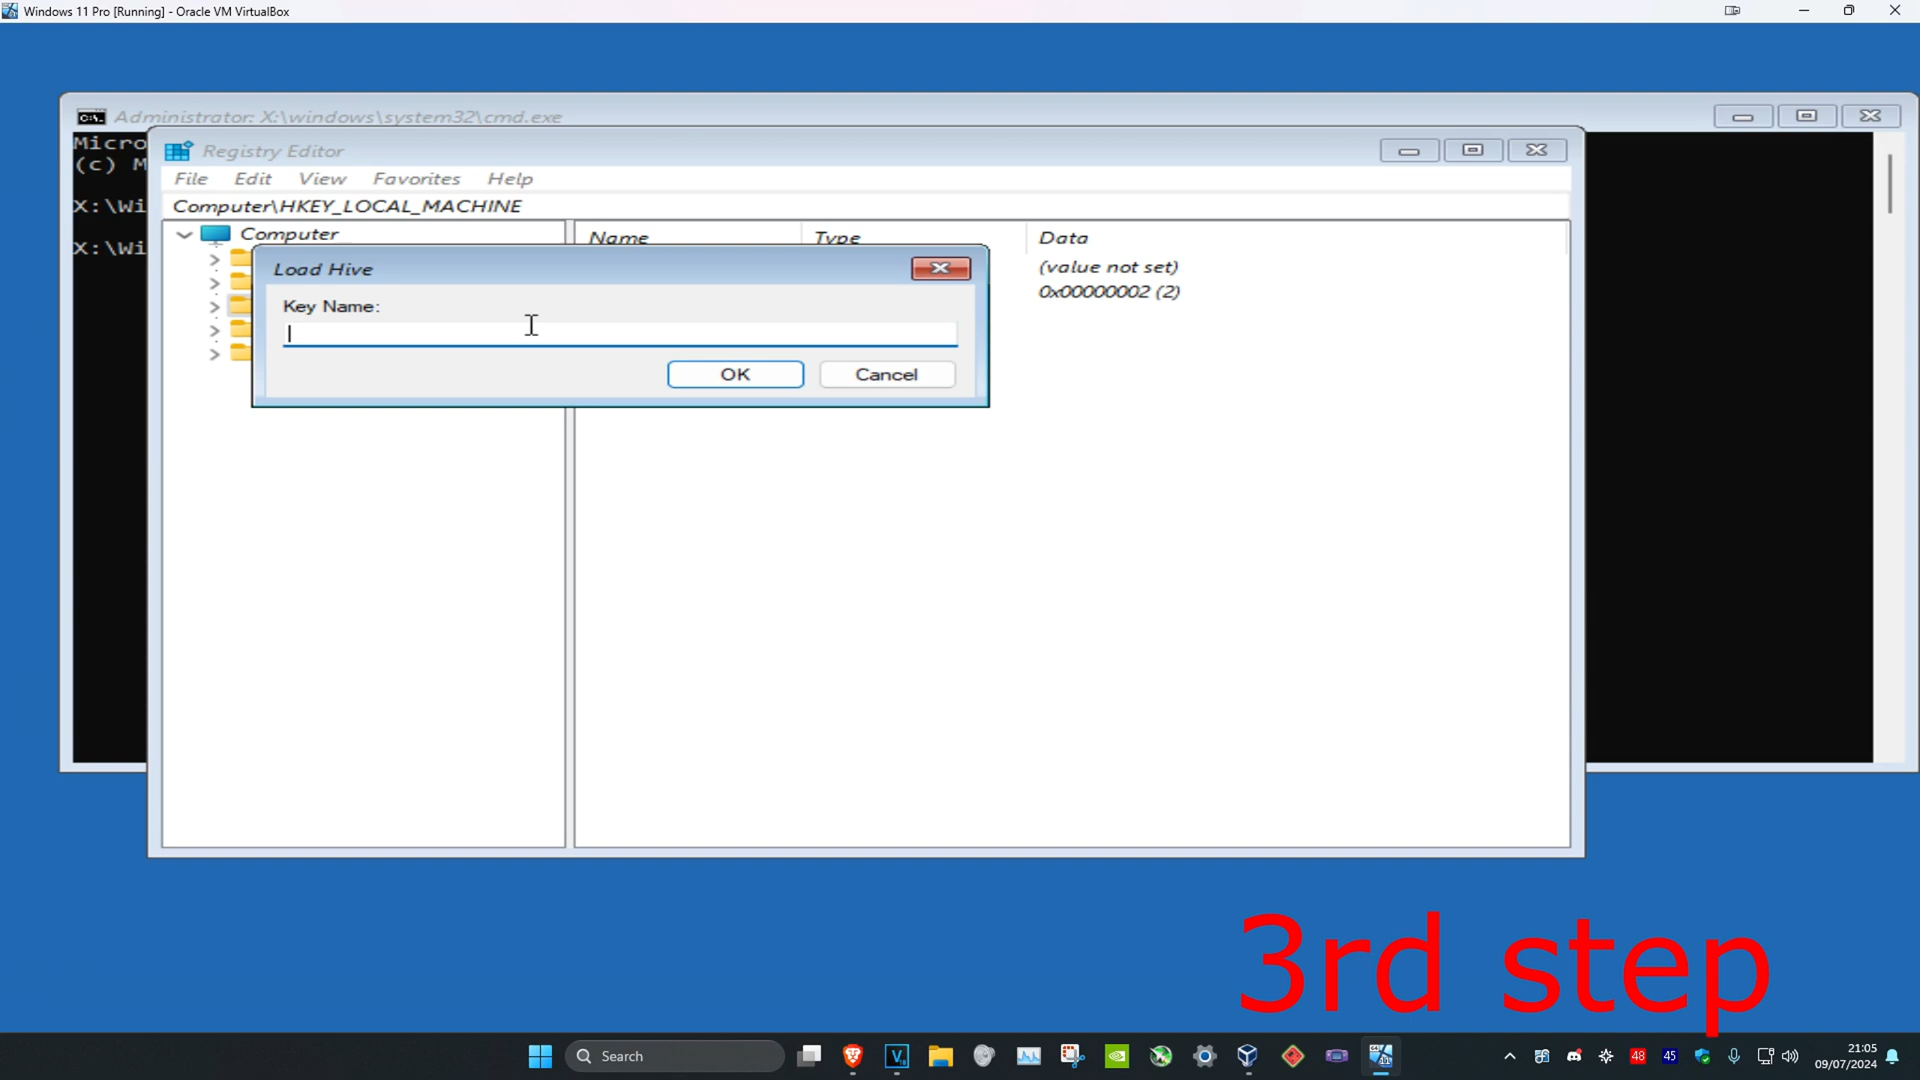 Windows 11 Pro [Running] - Oracle VM VirtualBox
Administrator: X:\windows\system32\cmd.exe
Micro
(c) M
X:\Wi
X:\Wi
Registry Editor
File Edit View Favorites Help
Computer\HKEY_LOCAL_MACHINE
Computer
Name Type Data
(value not set)
0x00000002 (2)
Load Hive
Key Name:
OK Cancel
3rd step
Search
48 45
21:05
09/07/2024